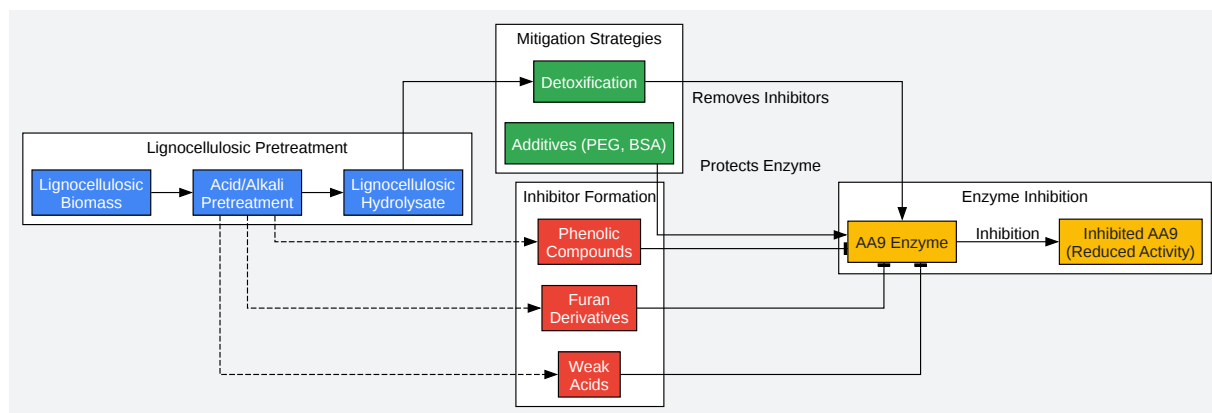 Mitigation Strategies
Detoxification
Removes Inhibitors
Additives (PEG, BSA)
Protects Enzyme
Lignocellulosic Pretreatment
Lignocellulosic
Biomass
Acid/Alkali
Pretreatment
Lignocellulosic
Hydrolysate
Inhibitor Formation
Phenolic
Compounds
Furan
Derivatives
Weak
Acids
Enzyme Inhibition
AA9 Enzyme
Inhibition
Inhibited AA9
(Reduced Activity)